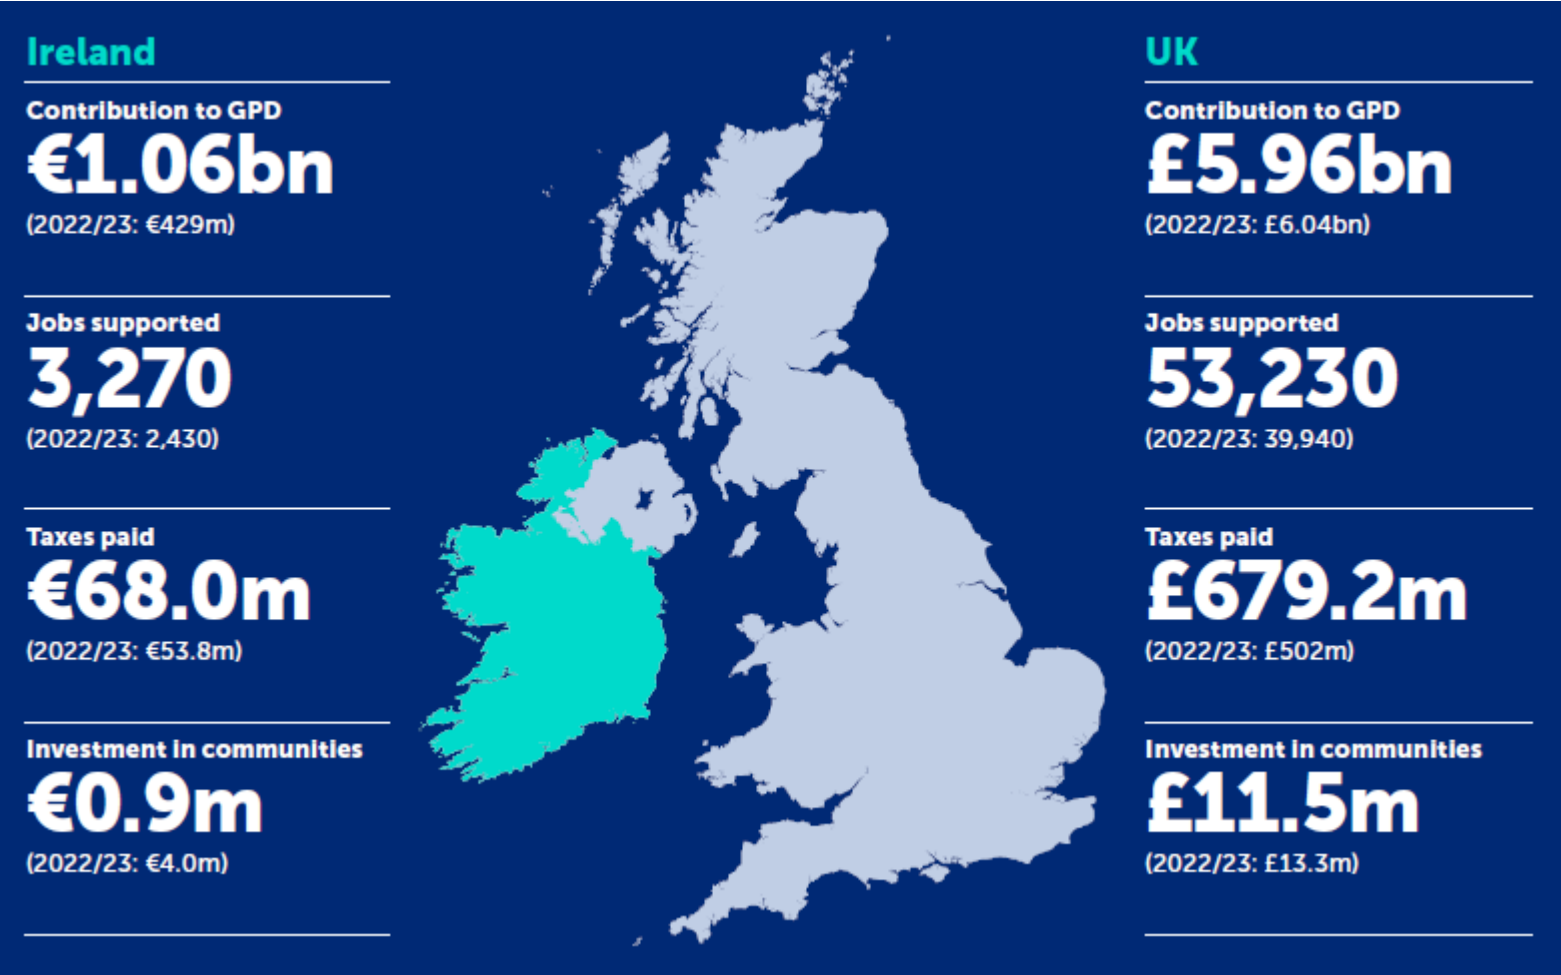 Ireland
Contribution to GPD
€1.06bn
(2022/23: €429m)
Jobs supported
3,270
(2022/23: 2,430)
Taxes paid
€68.0m
(2022/23: €53.8m)
Investment in communities
€0.9m
(2022/23: €4.0m)
UK
Contribution to GPD
£5.96bn
(2022/23: £6.04bn)
Jobs supported
53,230
(2022/23: 39,940)
Taxes paid
£679.2m
(2022/23: £502m)
Investment in communities
£11.5m
(2022/23: £13.3m)